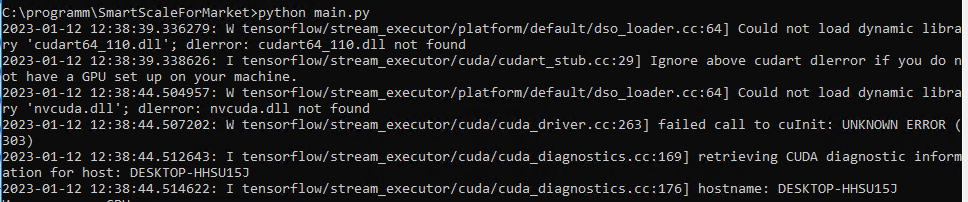 C:\programm\SmartScaleForMarket>python main.py
2023-01-12 12:38:39.336279: W tensorflow/stream_executor/platform/default/dso_loader.cc:64] Could not load dynamic libra
ry 'cudart64_110.dll'; dlerror: cudart64_110.dll not found
2023-01-12 12:38:39.338626: I tensorflow/stream_executor/cuda/cudart_stub.cc:29] Ignore above cudart dlerror if you do n
ot have a GPU set up on your machine.
2023-01-12 12:38:44.504957: W tensorflow/stream_executor/platform/default/dso_loader.cc:64] Could not load dynamic libra
ry 'nvcuda.dll'; dlerror: nvcuda.dll not found
2023-01-12 12:38:44.507202: W tensorflow/stream_executor/cuda/cuda_driver.cc:263] failed call to cuInit: UNKNOWN ERROR (
303)
2023-01-12 12:38:44.512643: I tensorflow/stream_executor/cuda/cuda_diagnostics.cc:169] retrieving CUDA diagnostic inform
ation for host: DESKTOP-HHSU15J
2023-01-12 12:38:44.514622: I tensorflow/stream_executor/cuda/cuda_diagnostics.cc:176] hostname: DESKTOP-HHSU15J